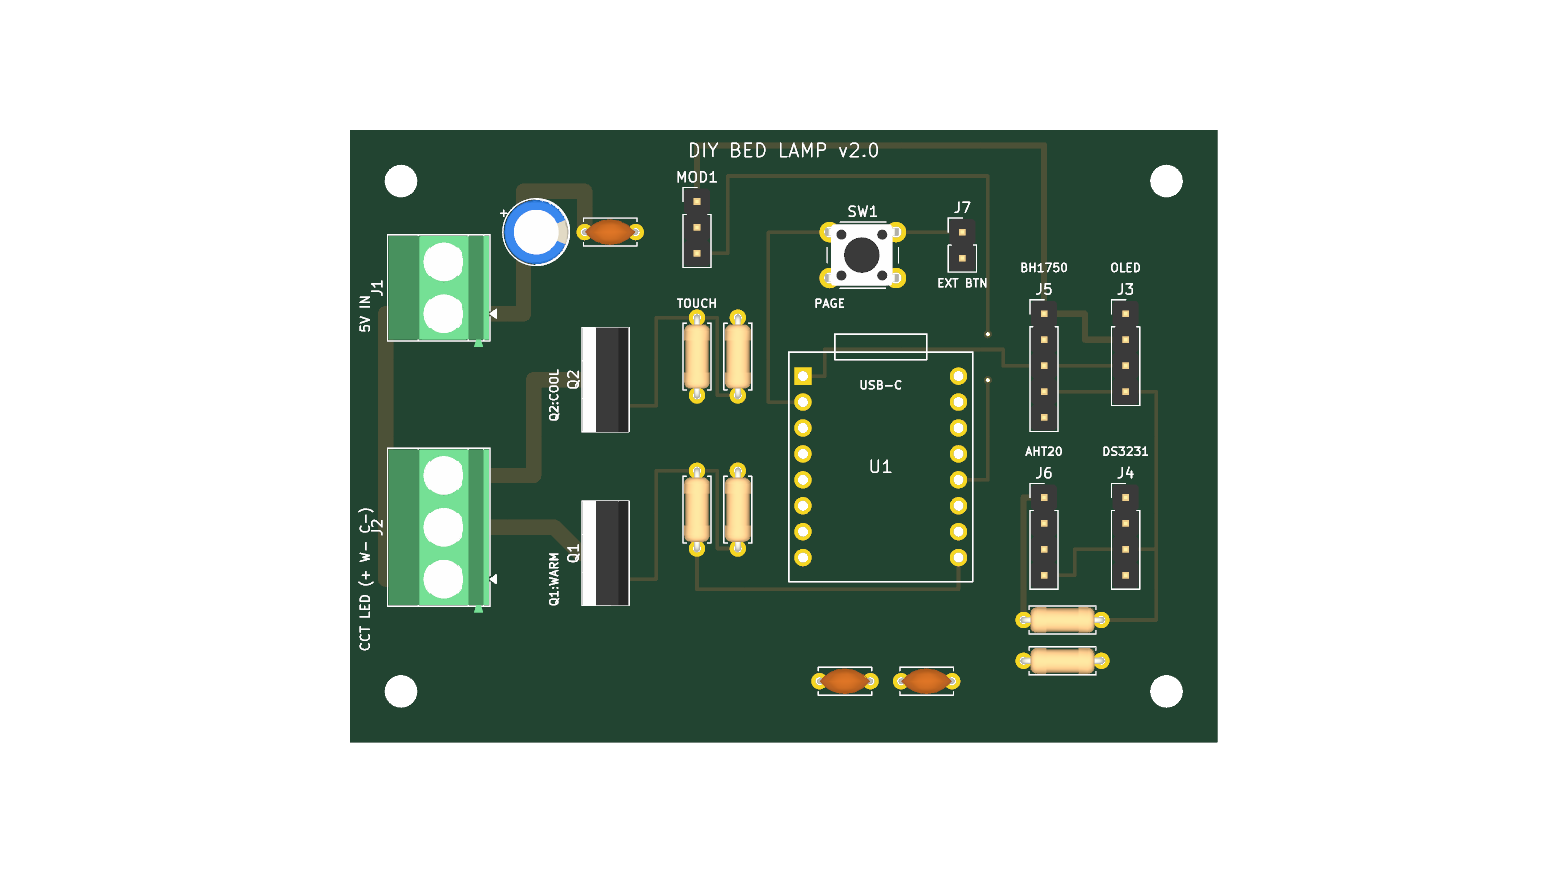 DIY BED LAMP v2.0
MOD1
SW1
J7
EXT BTN
BH1750
OLED
J5
J3
J1
5V IN
TOUCH
PAGE
Q2
Q2:COOL
USB-C
U1
AHT20
DS3231
J6
J4
J2
CCT LED (+ W- C-)
Q1
Q1:WARM
+